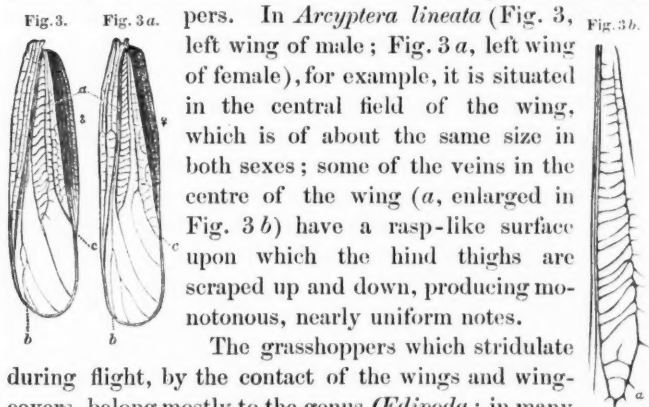 Fig. 3.
Fig. 3 a.
pers. In Arcyptera lineata (Fig. 3,
Fig. 3 b.
left wing of male ; Fig. 3 a, left wing
of female), for example, it is situated
in the central field of the wing,
which is of about the same size in
both sexes ; some of the veins in the
centre of the wing (a, enlarged in
Fig. 3 b) have a rasp-like surface
upon which the hind thighs are
scraped up and down, producing mo-
notonous, nearly uniform notes.
The grasshoppers which stridulate
during flight, by the contact of the wings and wing-
covers, belong mostly to the genus Œdipoda ; in many
a
♂
♀
c
c
b
b
a